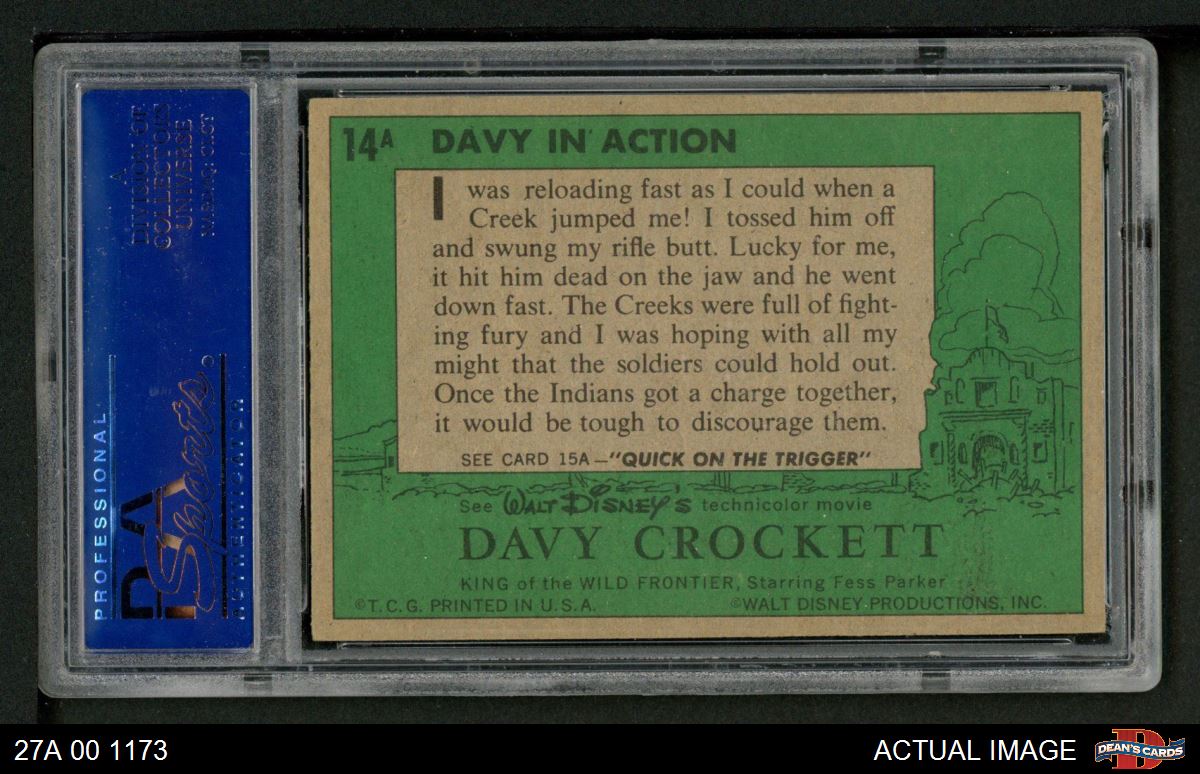 A
DIVISION OF
COLLECTORS
UNIVERSE
NASDAQ: CLCT
PROFESSIONAL
PSA
Sports
AUTHENTICATOR
14A DAVY IN ACTION
I was reloading fast as I could when a
Creek jumped me! I tossed him off
and swung my rifle butt. Lucky for me,
it hit him dead on the jaw and he went
down fast. The Creeks were full of fight-
ing fury and I was hoping with all my
might that the soldiers could hold out.
Once the Indians got a charge together,
it would be tough to discourage them.
SEE CARD 15A—"QUICK ON THE TRIGGER"
See WALT DISNEY'S technicolor movie
DAVY CROCKETT
KING of the WILD FRONTIER, Starring Fess Parker
©T.C.G. PRINTED IN U.S.A. ©WALT DISNEY PRODUCTIONS, INC.
27A 00 1173
ACTUAL IMAGE
D
DEAN'S CARDS